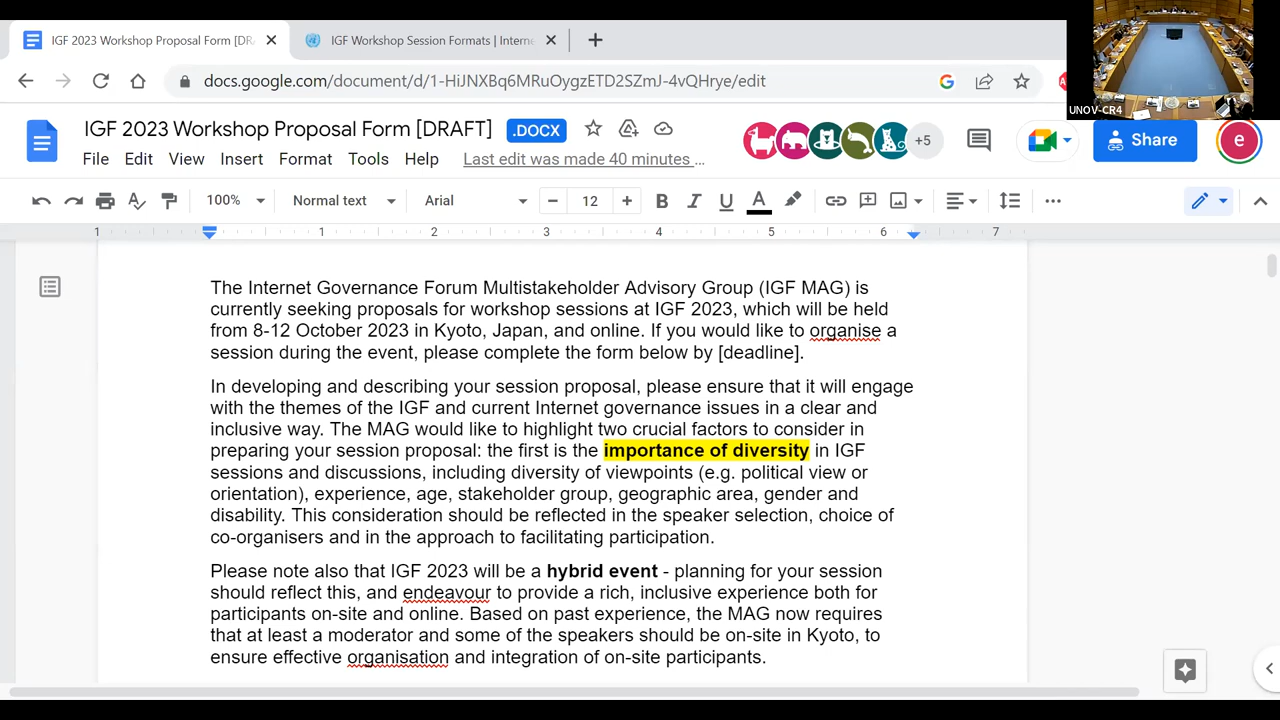 IGF 2023 Workshop Proposal Form [DRA
IGF Workshop Session Formats | Interne
docs.google.com/document/d/1-HiJNXBq6MRuOygzETD2SZmJ-4vQHrye/edit
UNOV-CR4
IGF 2023 Workshop Proposal Form [DRAFT] .DOCX
+5
Share
e
File Edit View Insert Format Tools Help Last edit was made 40 minutes ...
100% Normal text Arial 12 B I U A
1 1 2 3 4 5 6 7
The Internet Governance Forum Multistakeholder Advisory Group (IGF MAG) is
currently seeking proposals for workshop sessions at IGF 2023, which will be held
from 8-12 October 2023 in Kyoto, Japan, and online. If you would like to organise a
session during the event, please complete the form below by [deadline].
In developing and describing your session proposal, please ensure that it will engage
with the themes of the IGF and current Internet governance issues in a clear and
inclusive way. The MAG would like to highlight two crucial factors to consider in
preparing your session proposal: the first is the importance of diversity in IGF
sessions and discussions, including diversity of viewpoints (e.g. political view or
orientation), experience, age, stakeholder group, geographic area, gender and
disability. This consideration should be reflected in the speaker selection, choice of
co-organisers and in the approach to facilitating participation.
Please note also that IGF 2023 will be a hybrid event - planning for your session
should reflect this, and endeavour to provide a rich, inclusive experience both for
participants on-site and online. Based on past experience, the MAG now requires
that at least a moderator and some of the speakers should be on-site in Kyoto, to
ensure effective organisation and integration of on-site participants.